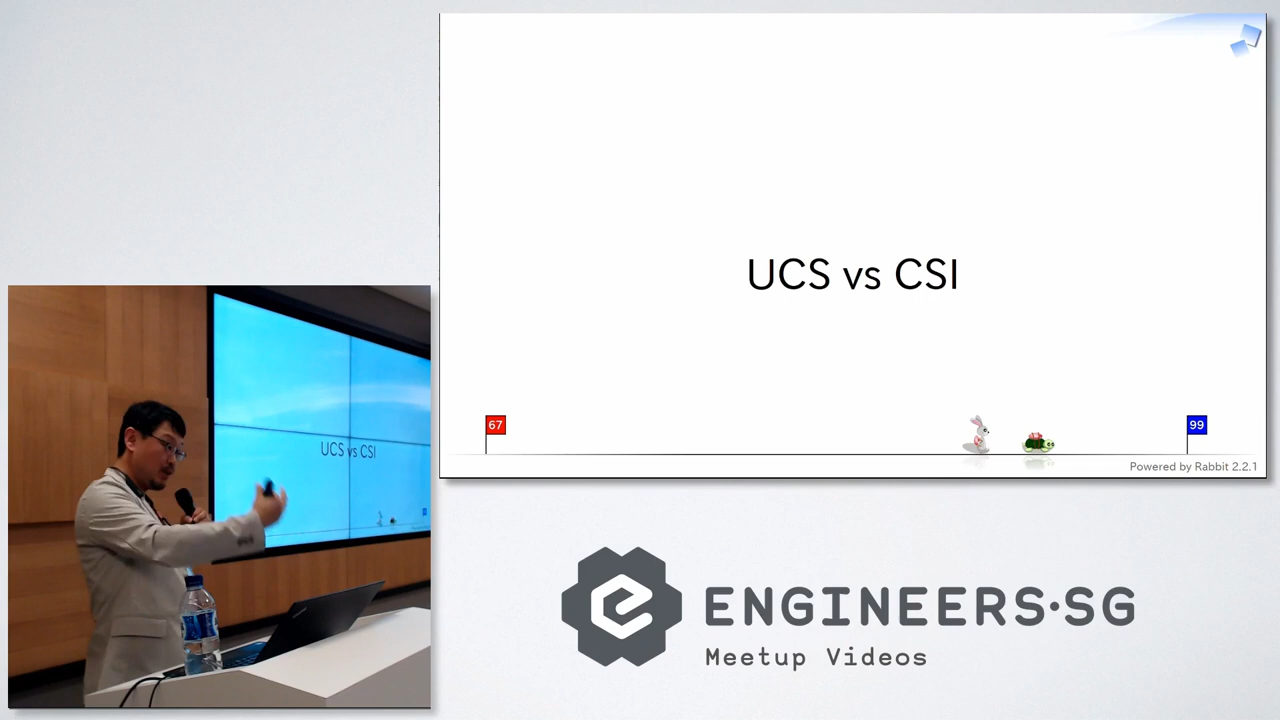 UCS vs CSI
67
99
Powered by Rabbit 2.2.1
UCS vs CSI
ENGINEERS·SG
Meetup Videos